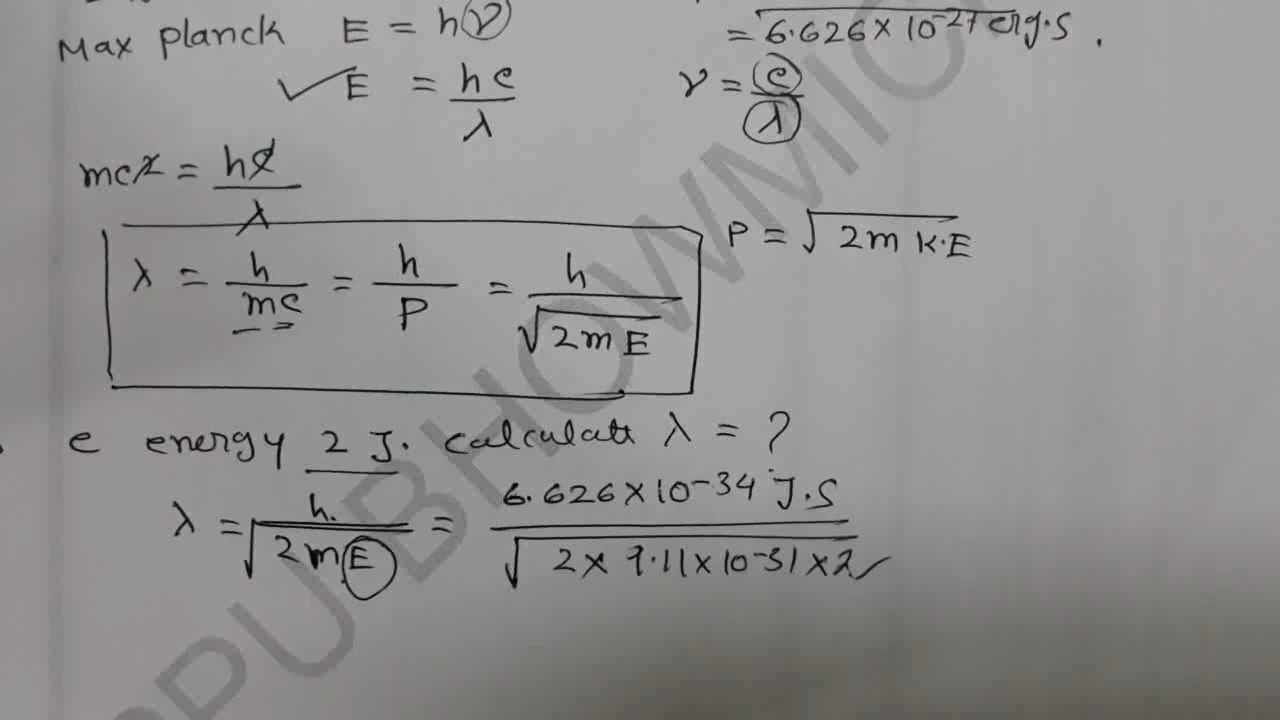 Max planck E = hν
= 6.626 × 10-27 erg.S .
✓E = hc/λ
ν = c/λ
mc2 = hc/λ
P = √2m K.E
λ = h/mc = h/P = h/√2mE
e energy 2 J. calculate λ = ?
λ = h/√2mE = 6.626×10-34 J.S/√2× 9.11×10-31×2
PUBHOWMIC